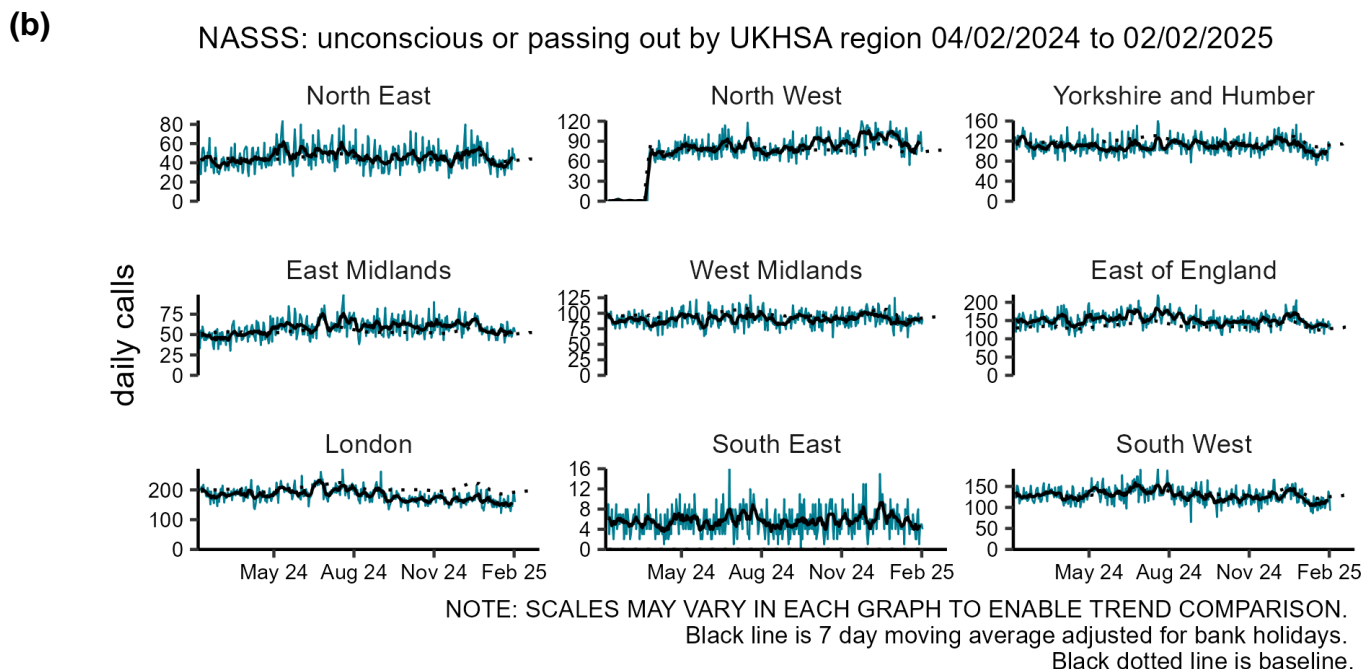 (b)
NASSS: unconscious or passing out by UKHSA region 04/02/2024 to 02/02/2025
North East
North West
Yorkshire and Humber
80
60
40
20
0
120
90
60
30
0
160
120
80
40
0
East Midlands
West Midlands
East of England
75
50
25
0
125
100
75
50
25
0
200
150
100
50
0
daily calls
London
South East
South West
200
100
0
16
12
8
4
0
150
100
50
0
May 24 Aug 24 Nov 24 Feb 25
May 24 Aug 24 Nov 24 Feb 25
May 24 Aug 24 Nov 24 Feb 25
NOTE: SCALES MAY VARY IN EACH GRAPH TO ENABLE TREND COMPARISON.
Black line is 7 day moving average adjusted for bank holidays.
Black dotted line is baseline.